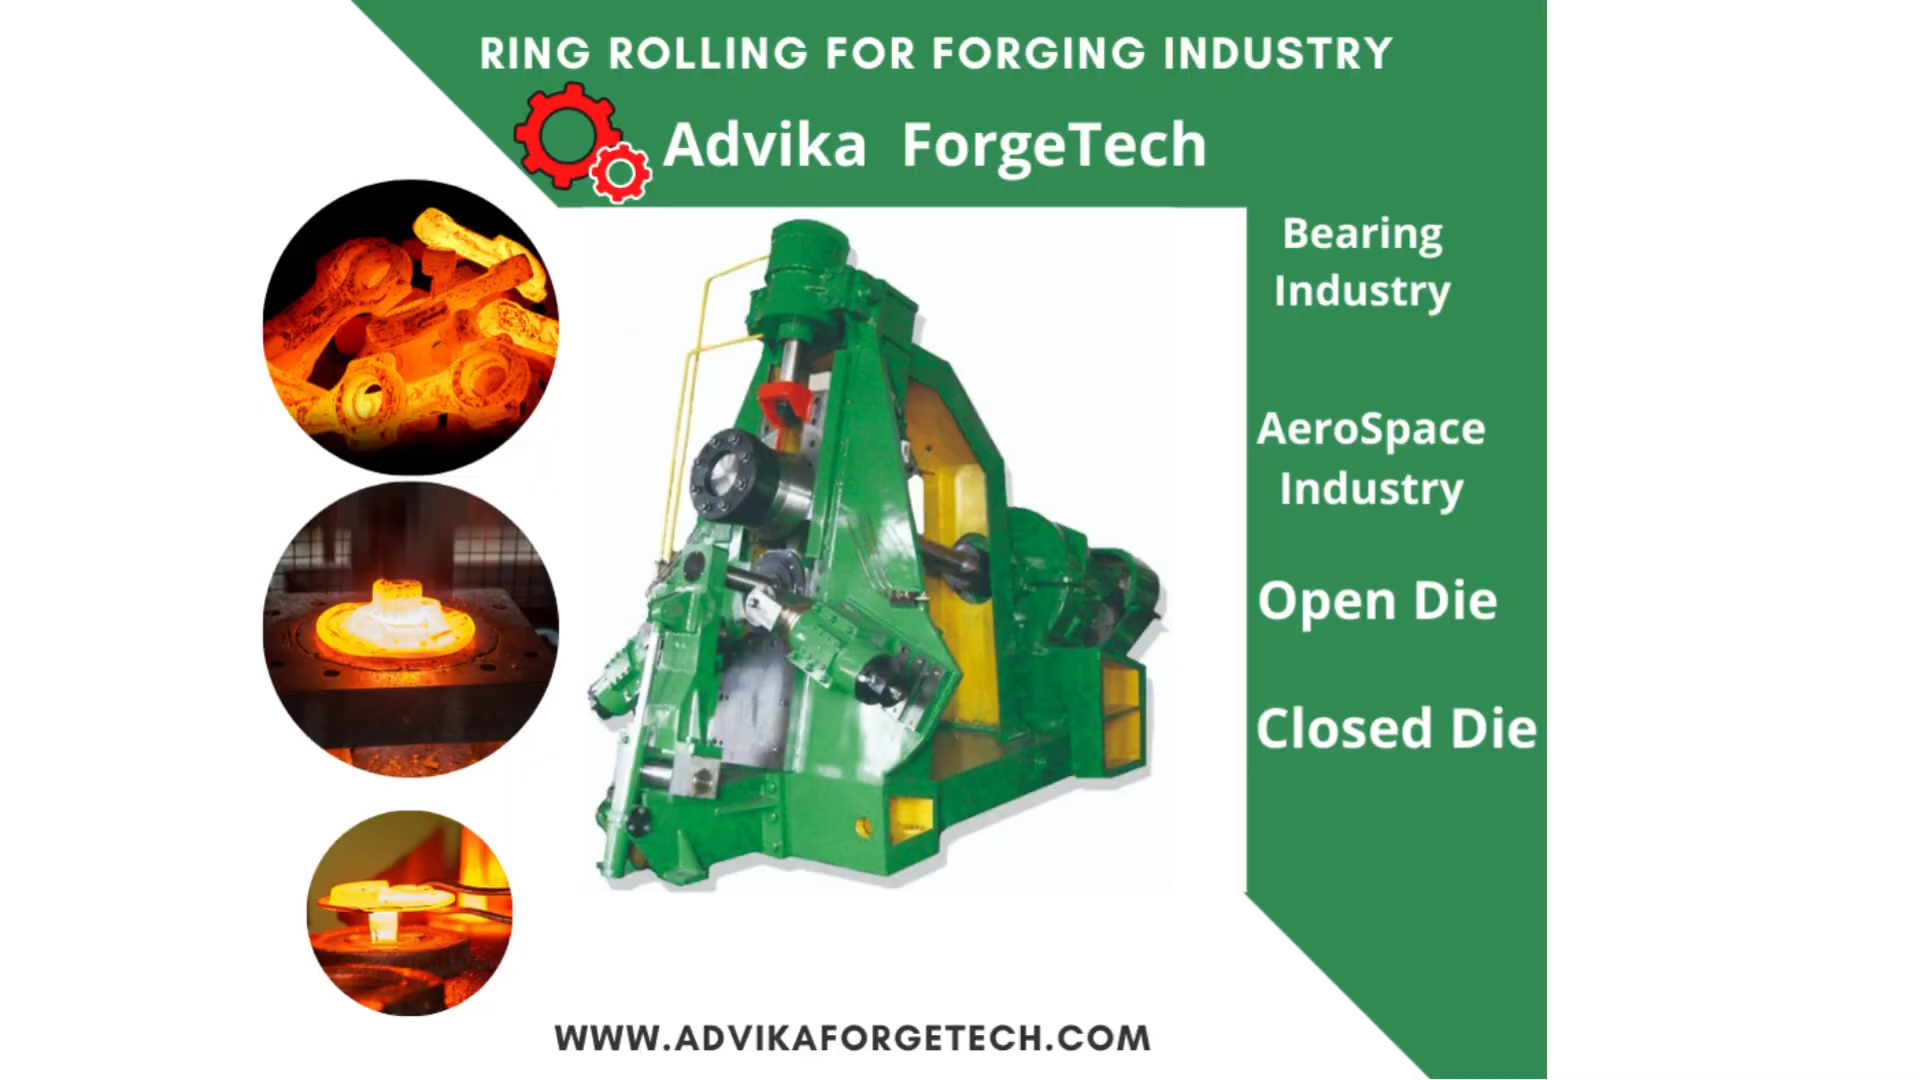 RING ROLLING FOR FORGING INDUSTRY
Advika ForgeTech
Bearing
Industry
AeroSpace
Industry
Open Die
Closed Die
WWW.ADVIKAFORGETECH.COM